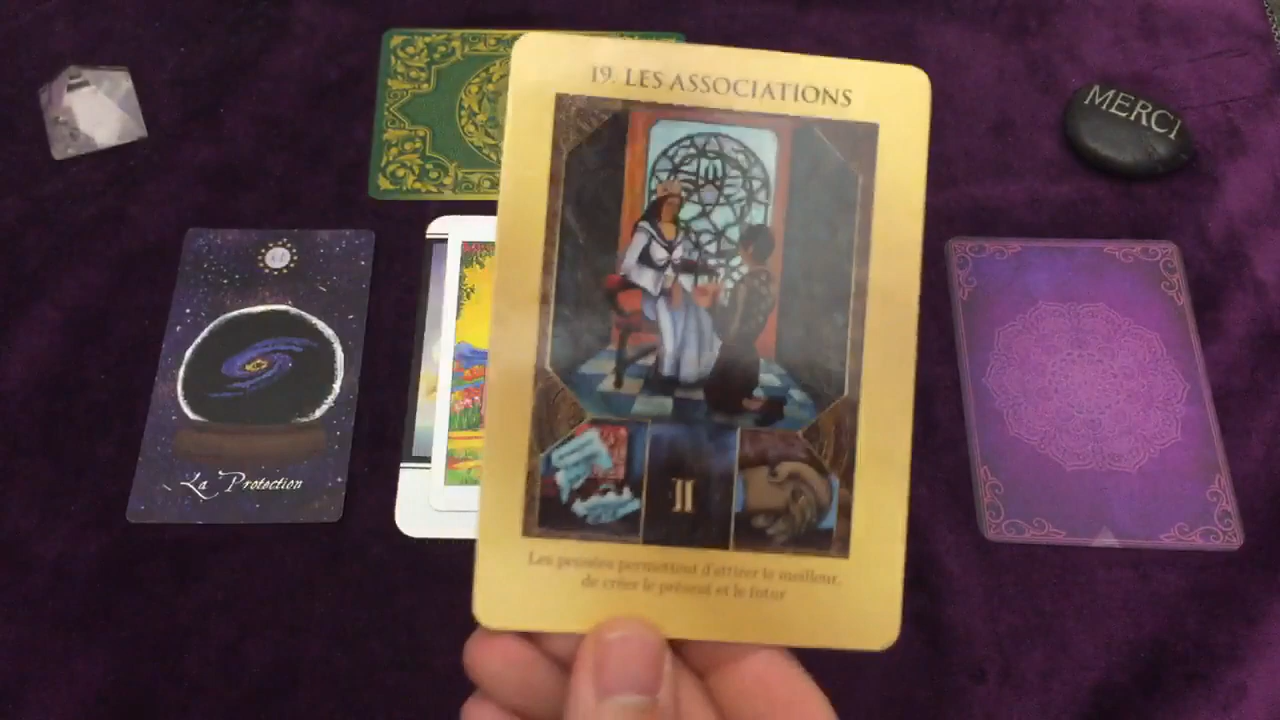 19. LES ASSOCIATIONS
MERCI
44
La Protection
II
Les pensées permettent d'attirer le meilleur,
de créer le présent et le futur